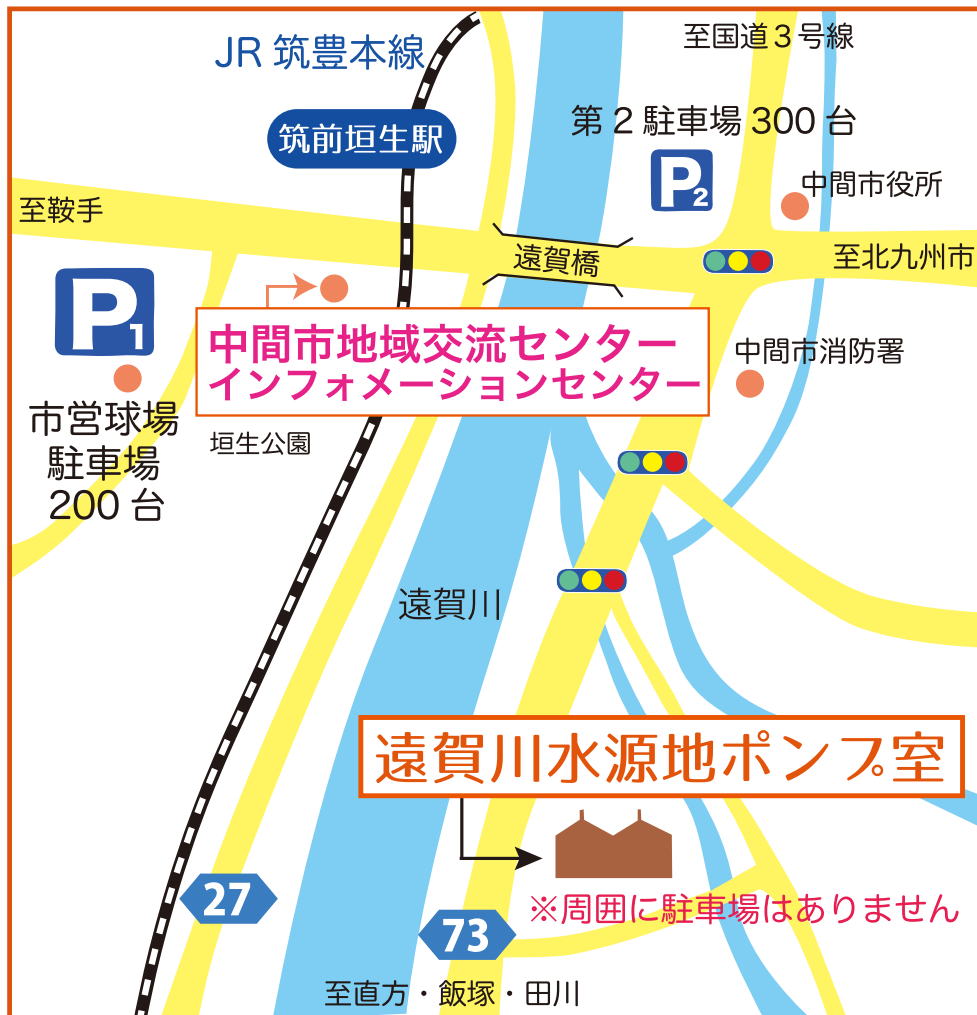 JR 筑豊本線
至国道3号線
筑前垣生駅
第2駐車場 300 台
P2
中間市役所
至鞍手
遠賀橋
至北九州市
P1
中間市地域交流センター
インフォメーションセンター
中間市消防署
市営球場
駐車場
200 台
垣生公園
遠賀川
遠賀川水源地ポンプ室
27
73
※周囲に駐車場はありません
至直方・飯塚・田川